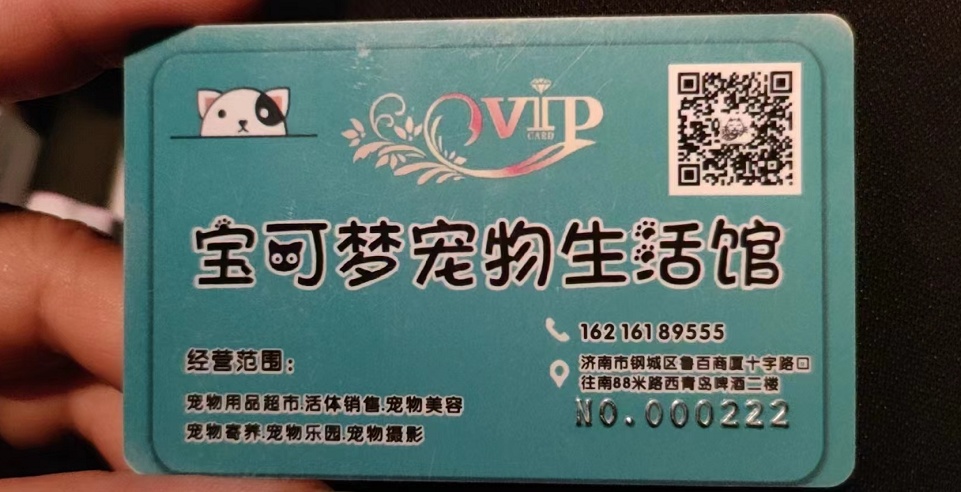 VIP
CARD
宝可梦宠物生活馆
16216189555
济南市钢城区鲁百商厦十字路口
往南88米路西青岛啤酒二楼
NO.000222
经营范围：
宠物用品超市.活体销售.宠物美容
宠物寄养.宠物乐园.宠物摄影